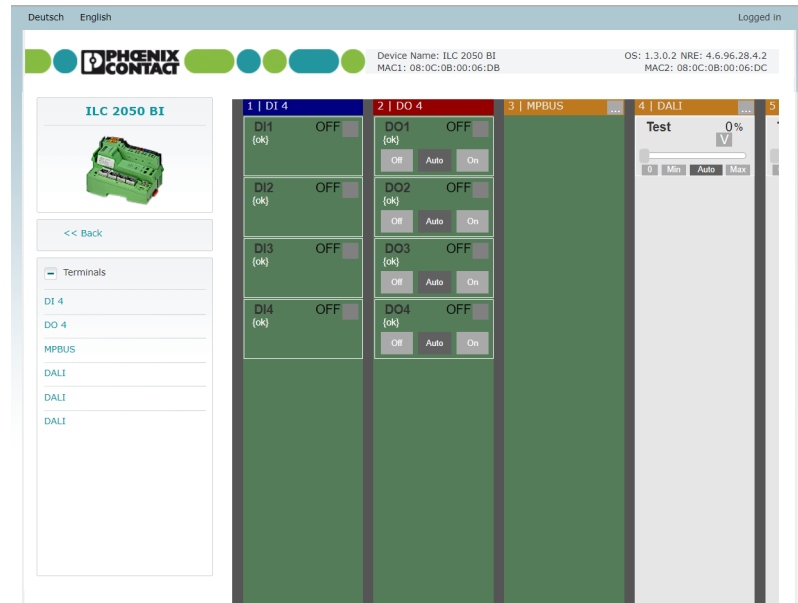 Deutsch English Logged in
PHŒNIX CONTACT
Device Name: ILC 2050 BI
MAC1: 08:0C:0B:00:06:DB
OS: 1.3.0.2 NRE: 4.6.96.28.4.2
MAC2: 08:0C:0B:00:06:DC
ILC 2050 BI
<< Back
Terminals
DI 4
DO 4
MPBUS
DALI
DALI
DALI
1 | DI 4
DI1 OFF
{ok}
DI2 OFF
{ok}
DI3 OFF
{ok}
DI4 OFF
{ok}
2 | DO 4
DO1 OFF
{ok}
Off Auto On
DO2 OFF
{ok}
Off Auto On
DO3 OFF
{ok}
Off Auto On
DO4 OFF
{ok}
Off Auto On
3 | MPBUS ...
4 | DALI ...
Test 0%
V
0 Min Auto Max
5